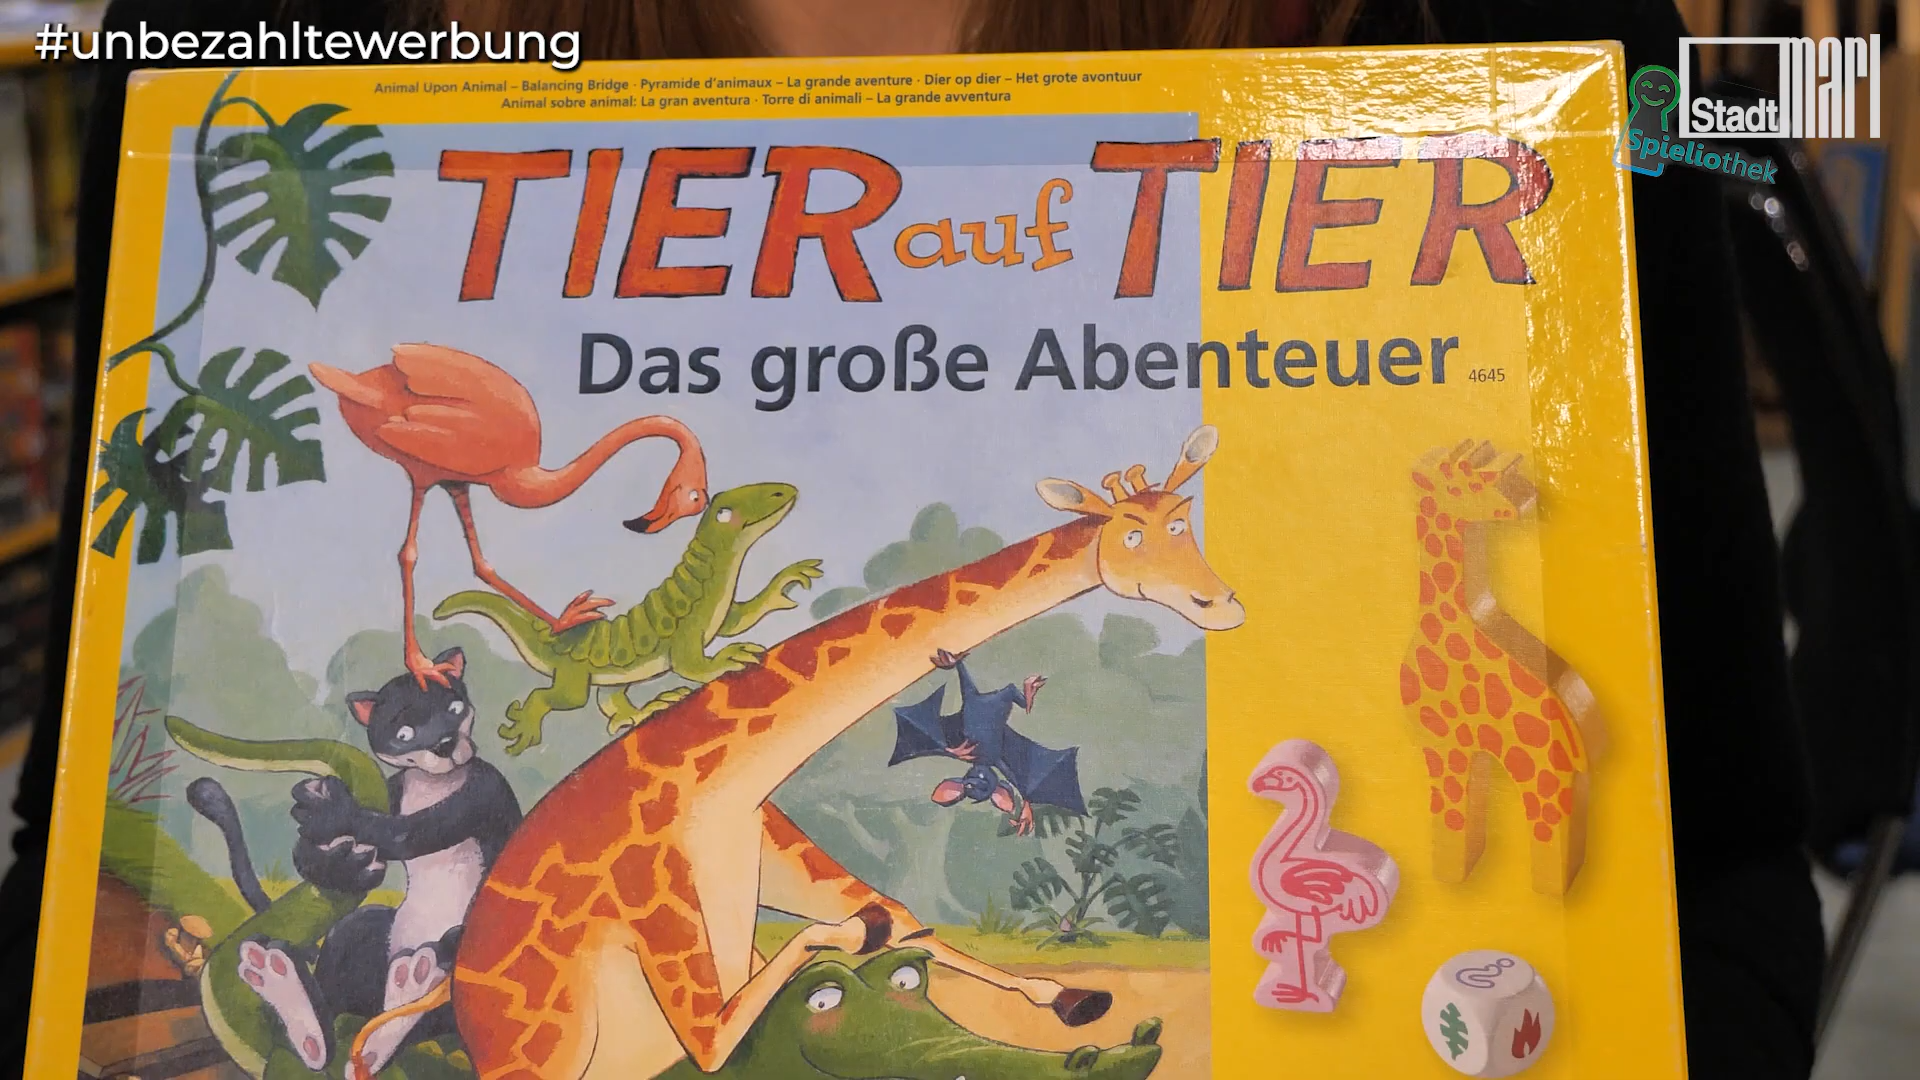 #unbezahltewerbung
Animal Upon Animal – Balancing Bridge · Pyramide d'animaux – La grande aventure · Dier op dier – Het grote avontuur
Animal sobre animal: La gran aventura · Torre di animali – La grande avventura
Stadt marl
Spieliothek
TIER auf TIER
Das große Abenteuer 4645